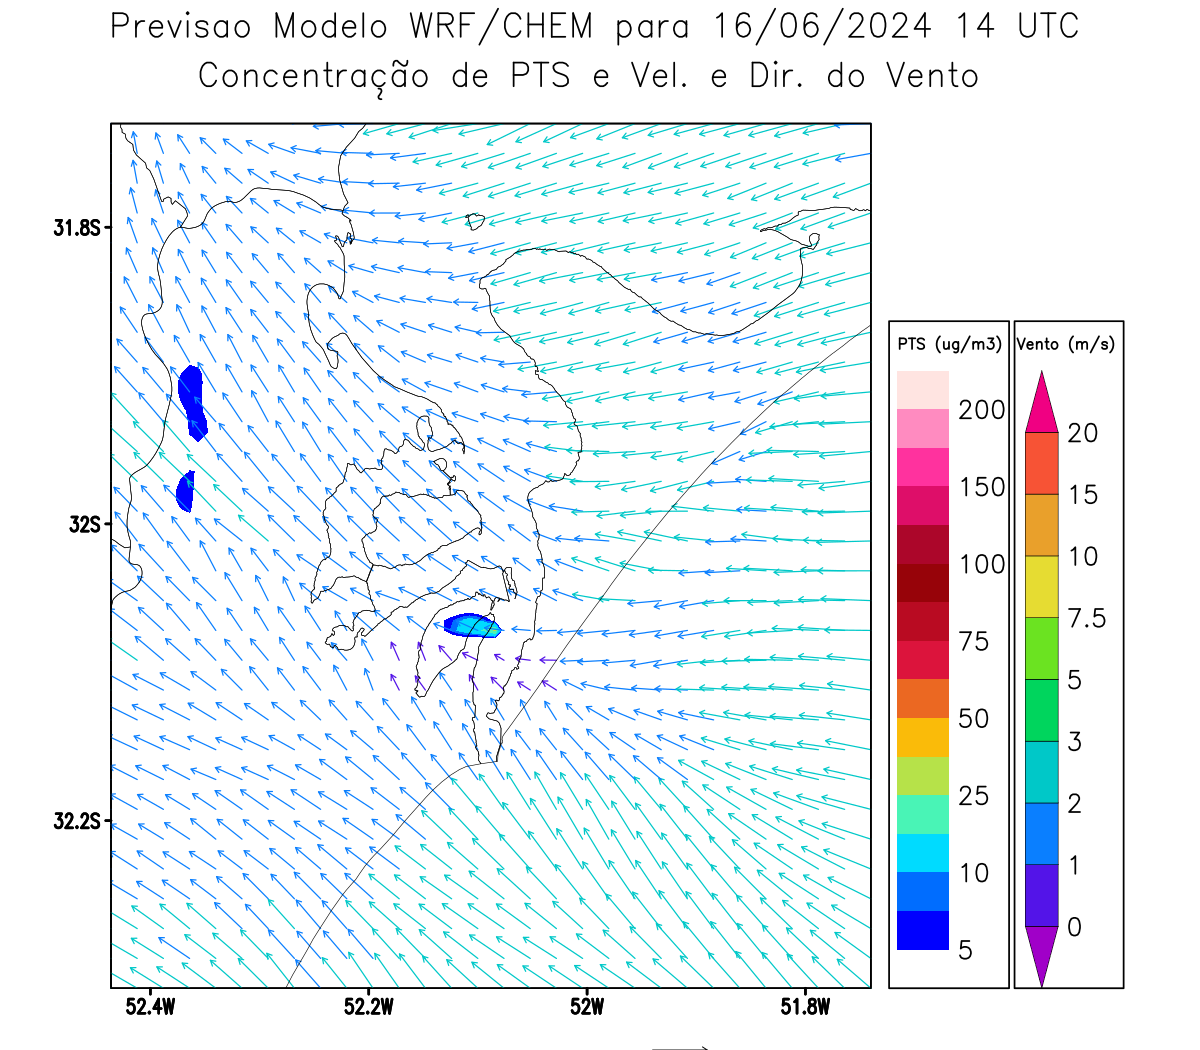 Previsao Modelo WRF/CHEM para 16/06/2024 14 UTC
Concentração de PTS e Vel. e Dir. do Vento
31.8S
32S
32.2S
52.4W
52.2W
52W
51.8W
PTS (ug/m3)
200
150
100
75
50
25
10
5
Vento (m/s)
20
15
10
7.5
5
3
2
1
0